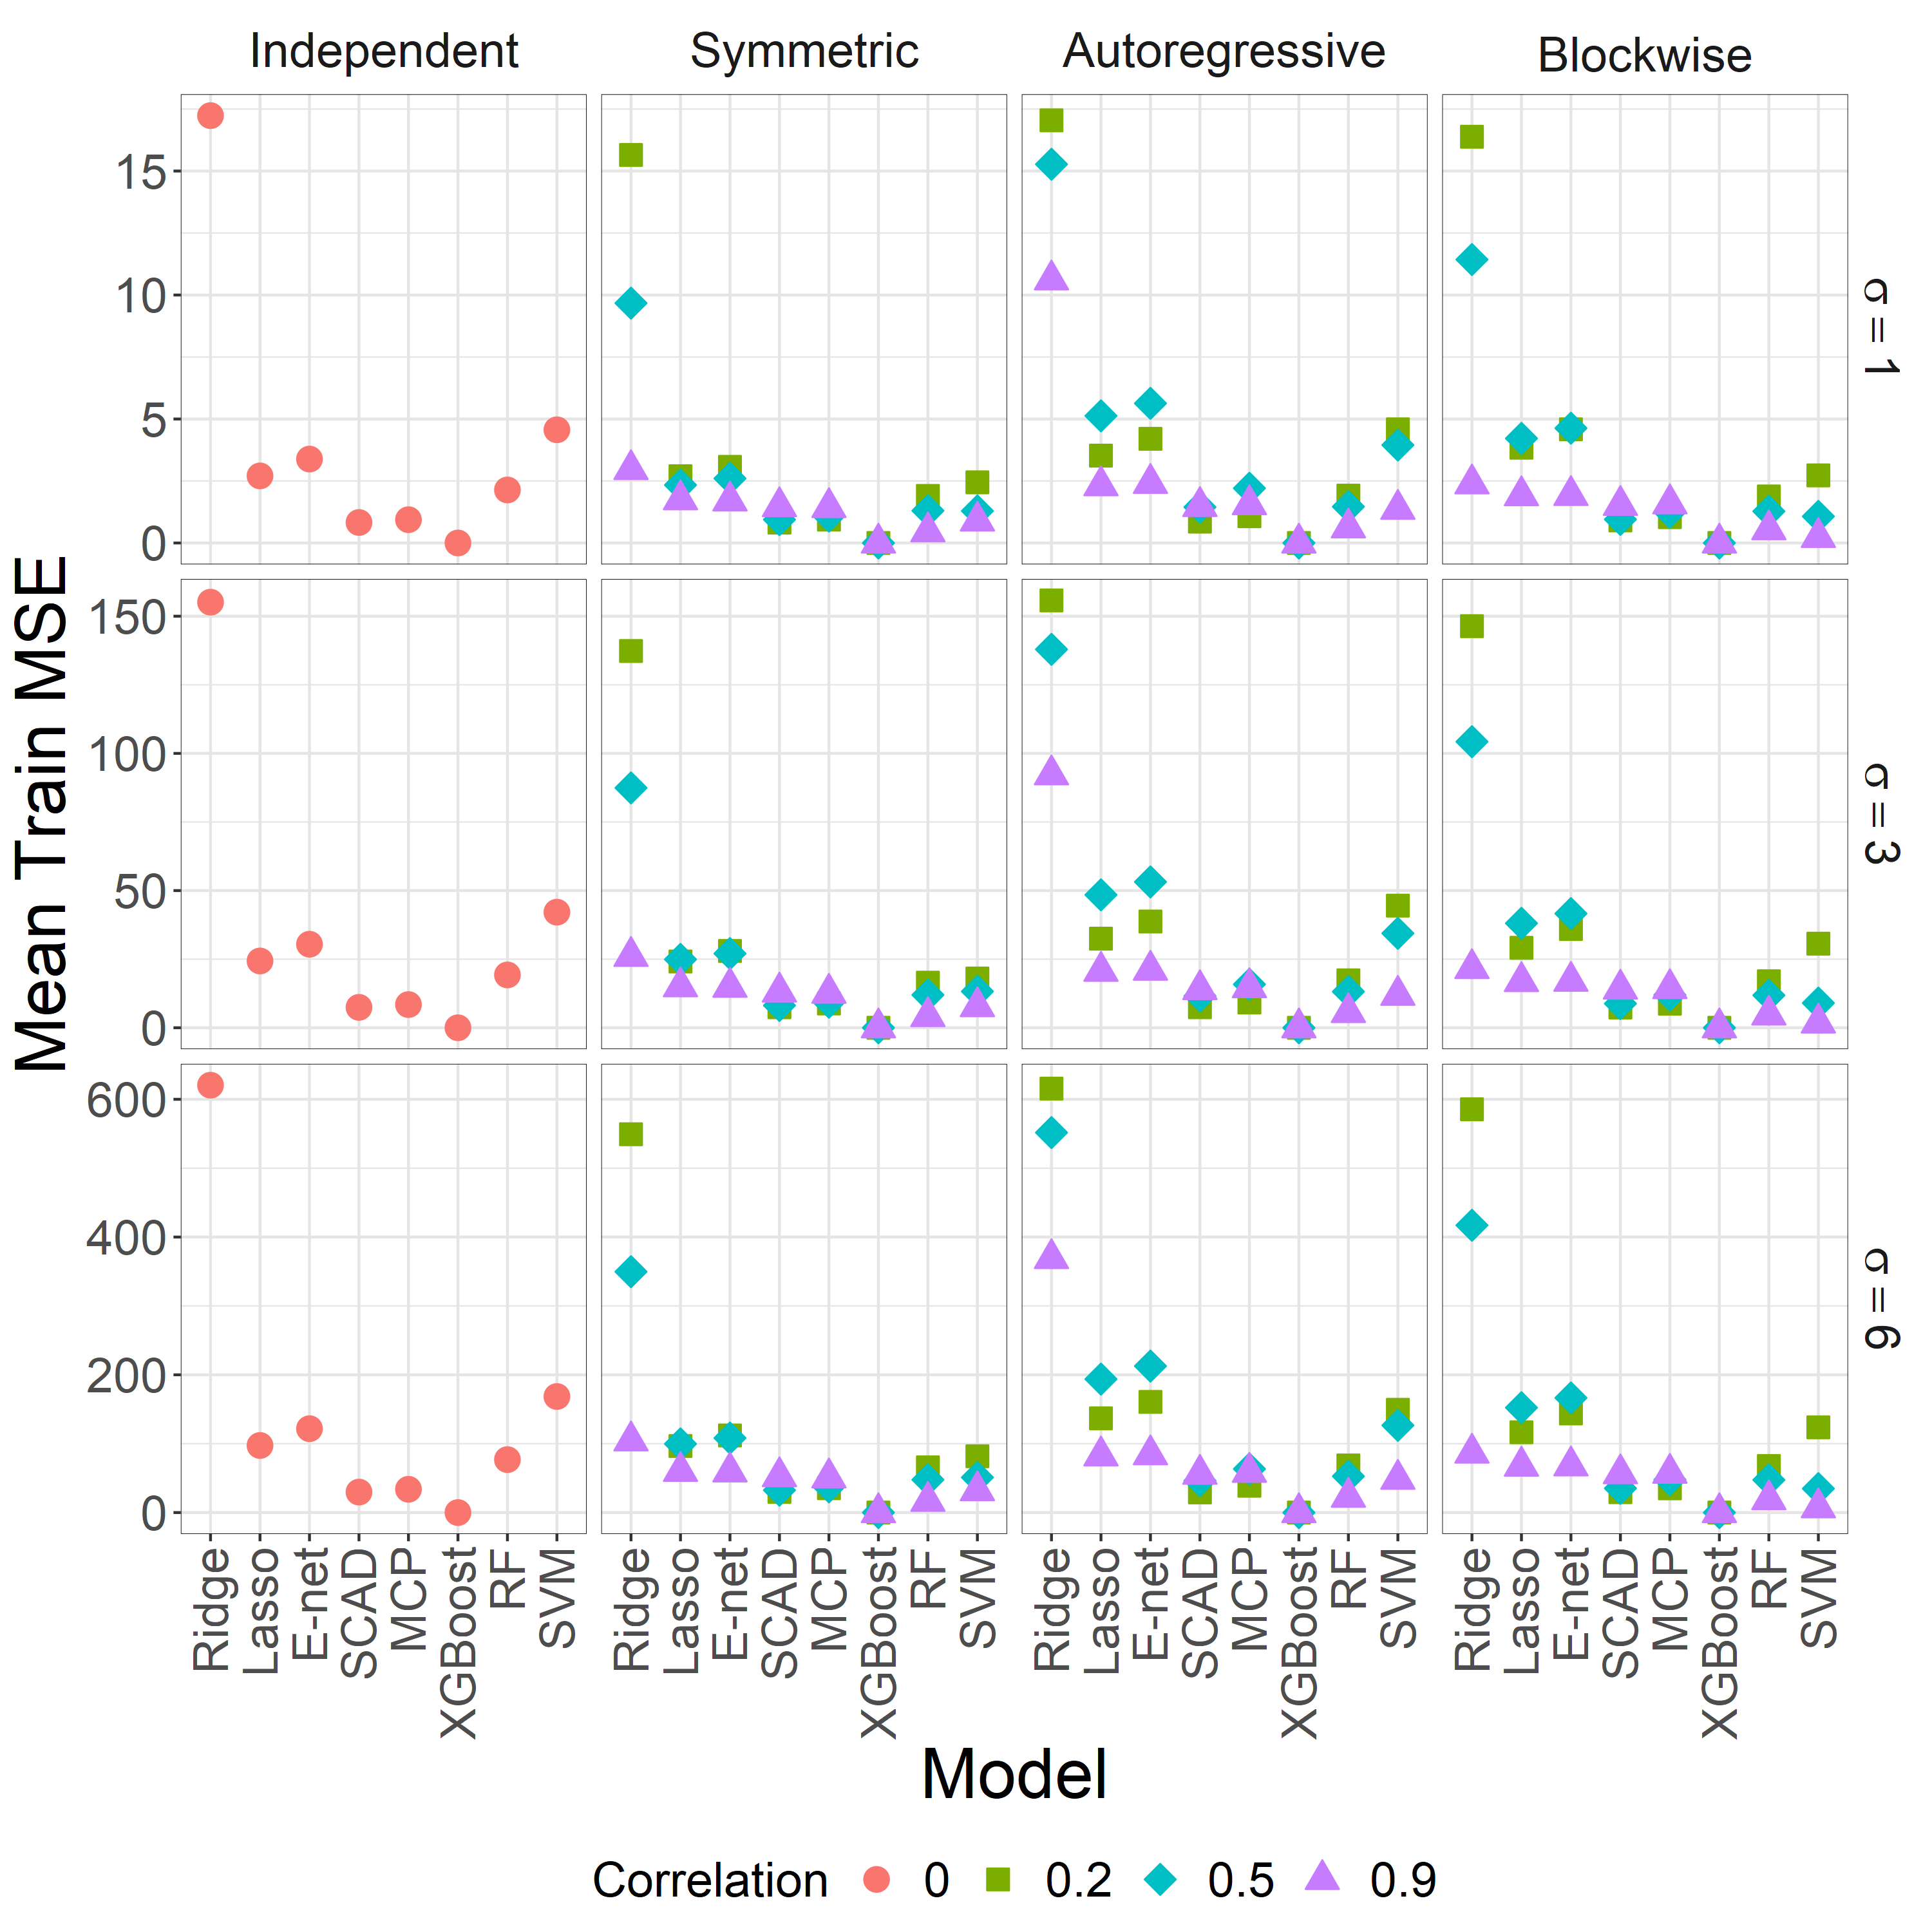 Independent Symmetric Autoregressive Blockwise
15
10
5
0
σ = 1
150
100
50
0
σ = 3
600
400
200
0
σ = 6
Mean Train MSE
Ridge Lasso E-net SCAD MCP XGBoost RF SVM Ridge Lasso E-net SCAD MCP XGBoost RF SVM Ridge Lasso E-net SCAD MCP XGBoost RF SVM Ridge Lasso E-net SCAD MCP XGBoost RF SVM
Model
Correlation 0 0.2 0.5 0.9